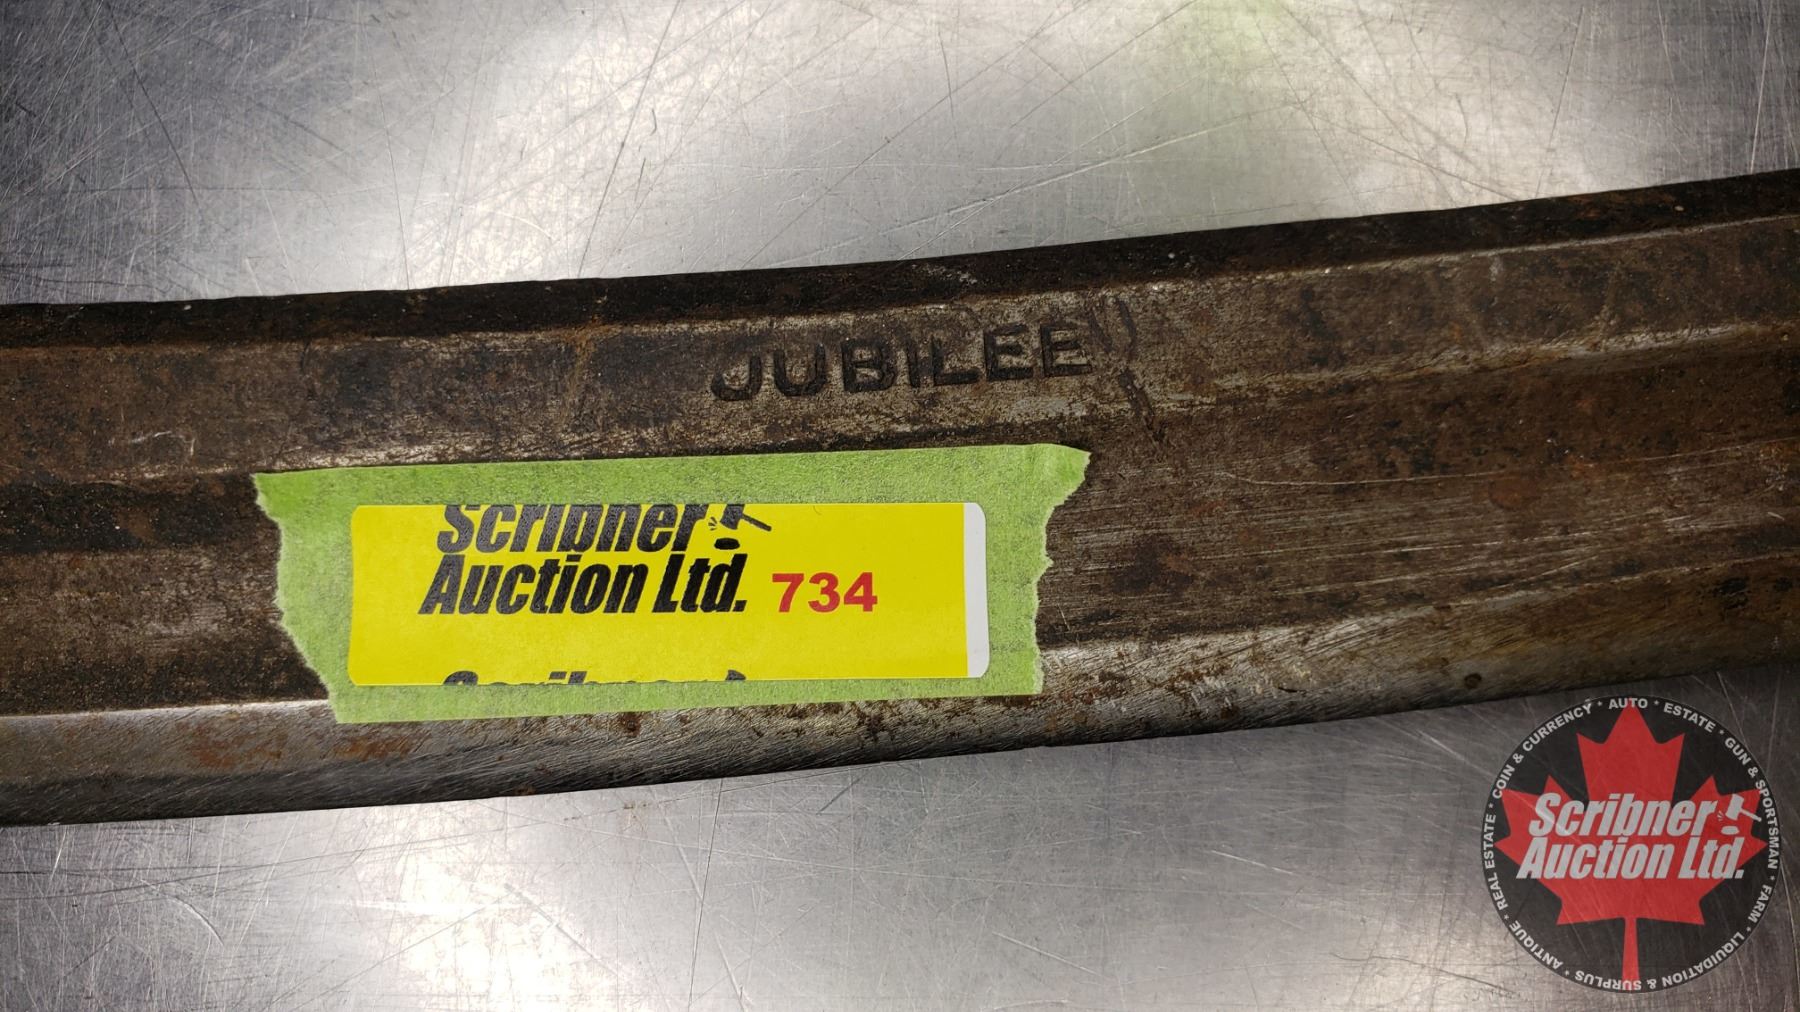 JUBILEE
Scribner
Auction Ltd. 734
Scribner
Scribner
Auction Ltd.
REAL ESTATE * COIN & CURRENCY * AUTO * ESTATE * GUN & SPORTSMAN * FARM * LIQUIDATION & SURPLUS * ANTIQUE *